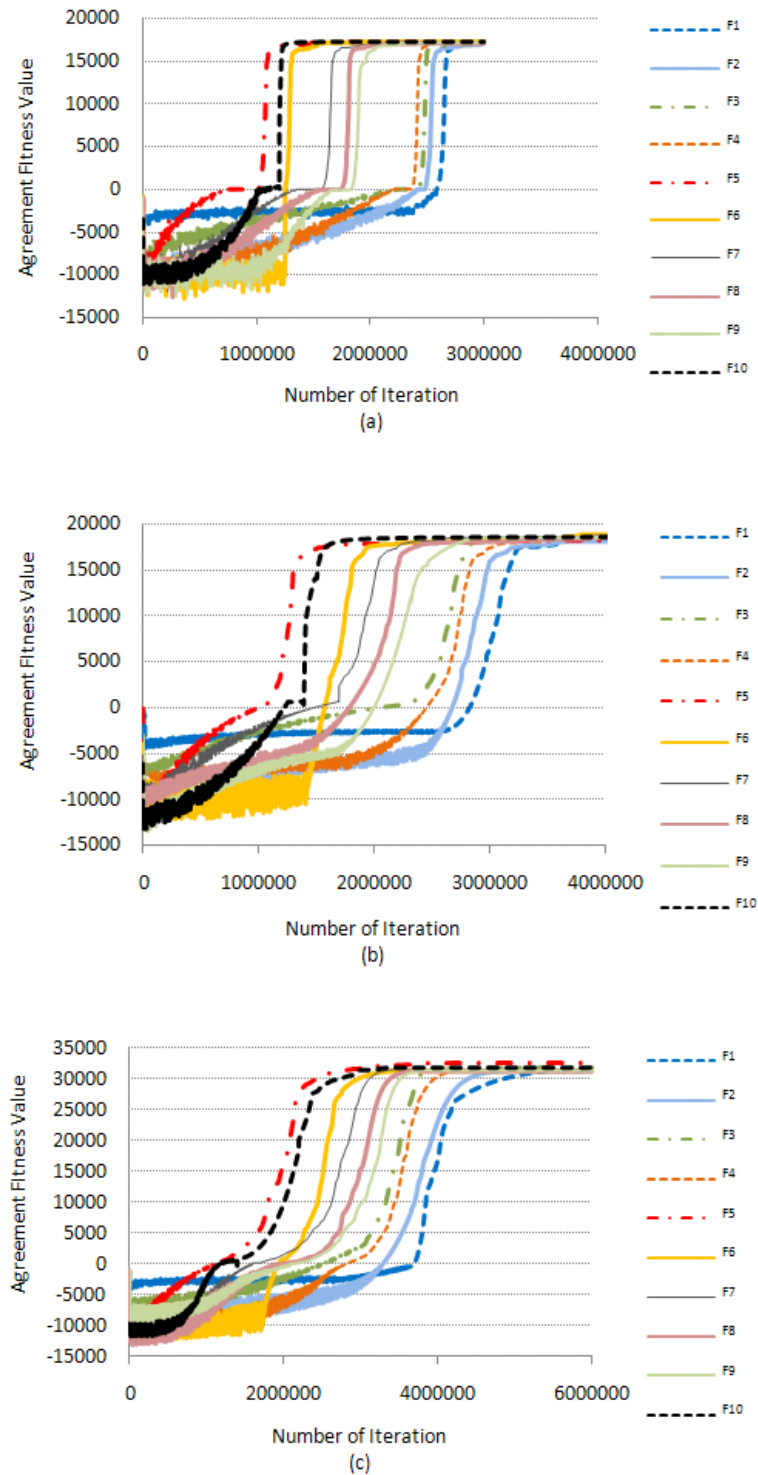 Agreement Fitness Value
20000
15000
10000
5000
0
-5000
-10000
-15000
0
1000000
2000000
3000000
4000000
Number of Iteration
(a)
F1
F2
F3
F4
F5
F6
F7
F8
F9
F10
Agreement Fitness Value
20000
15000
10000
5000
0
-5000
-10000
-15000
0
1000000
2000000
3000000
4000000
Number of Iteration
(b)
F1
F2
F3
F4
F5
F6
F7
F8
F9
F10
Agreement Fitness Value
35000
30000
25000
20000
15000
10000
5000
0
-5000
-10000
-15000
0
2000000
4000000
6000000
Number of Iteration
(c)
F1
F2
F3
F4
F5
F6
F7
F8
F9
F10